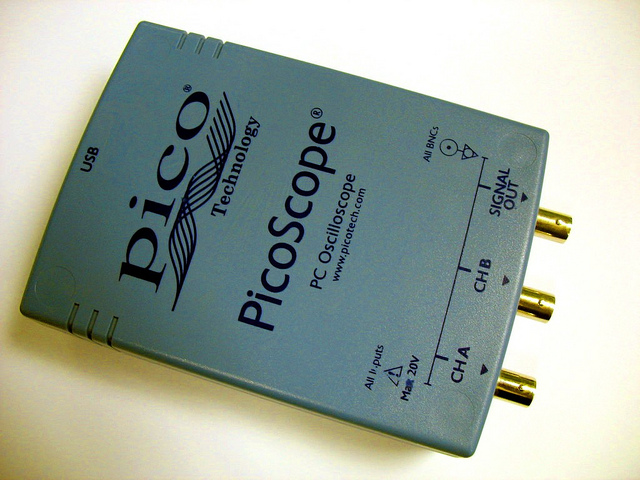 USB
pico®
Technology
PicoScope®
PC Oscilloscope
www.picotech.com
All BNCs
SIGNAL
OUT
CH B
CH A
All Inputs
Max 20V